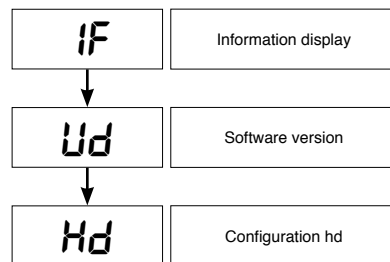 IF
Information display
Ud
Software version
Hd
Configuration hd